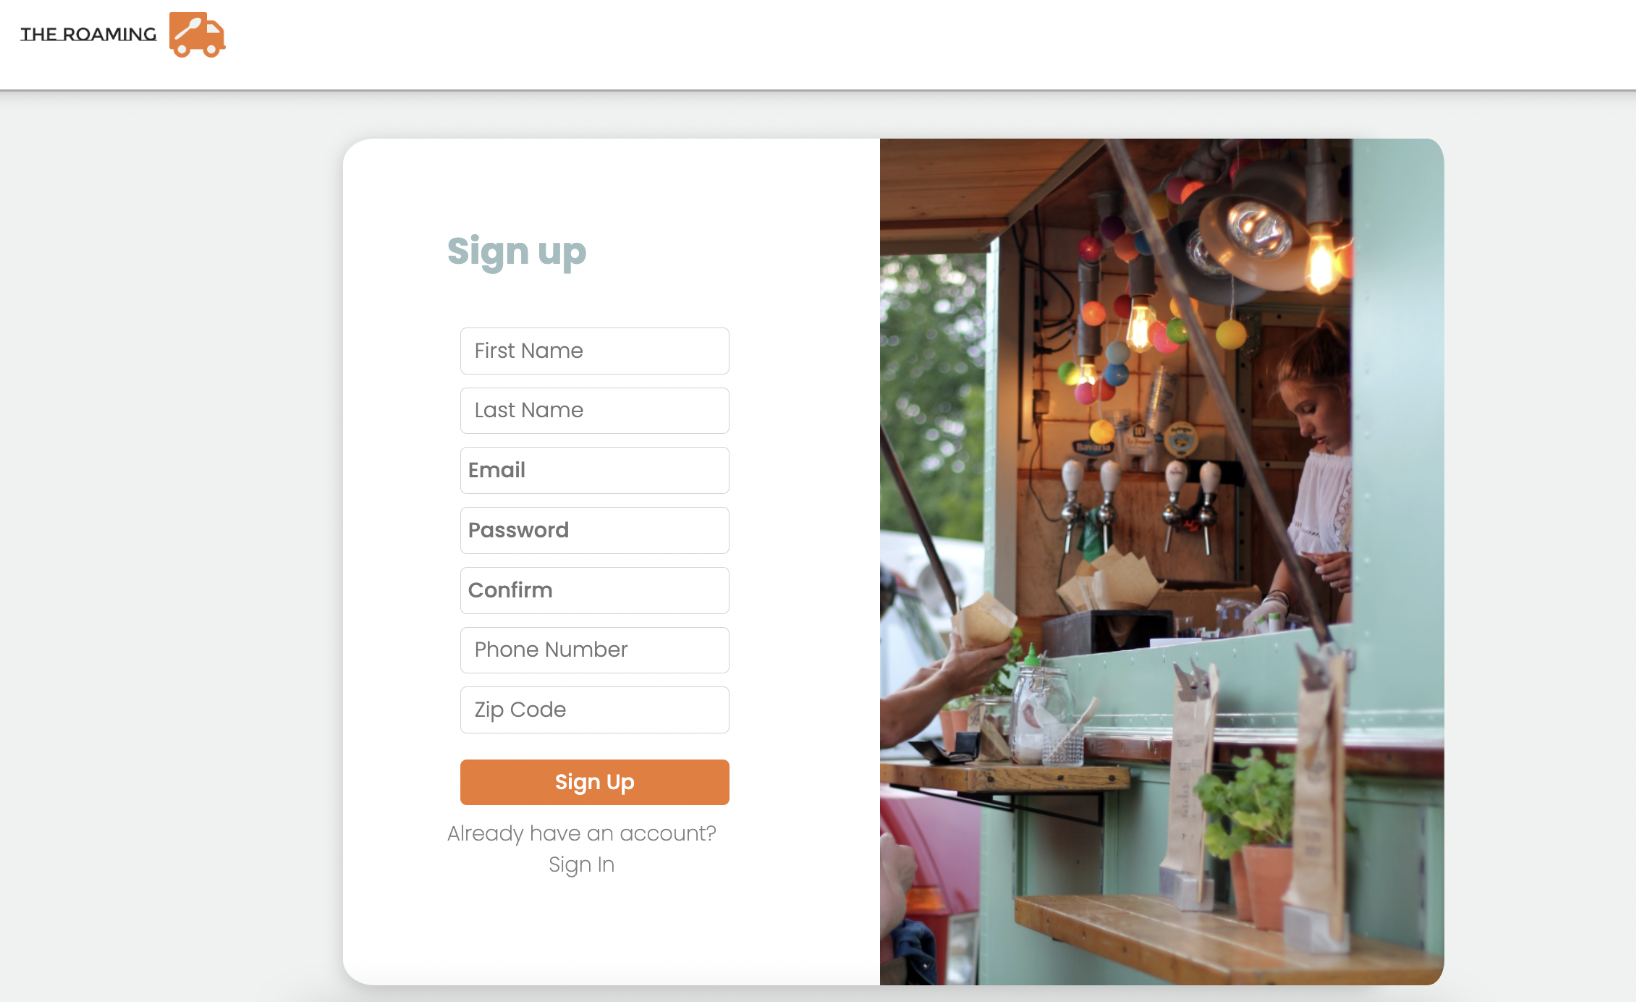 THE ROAMING
Sign up
First Name
Last Name
Email
Password
Confirm
Phone Number
Zip Code
Sign Up
Already have an account?
Sign In
Bavaria